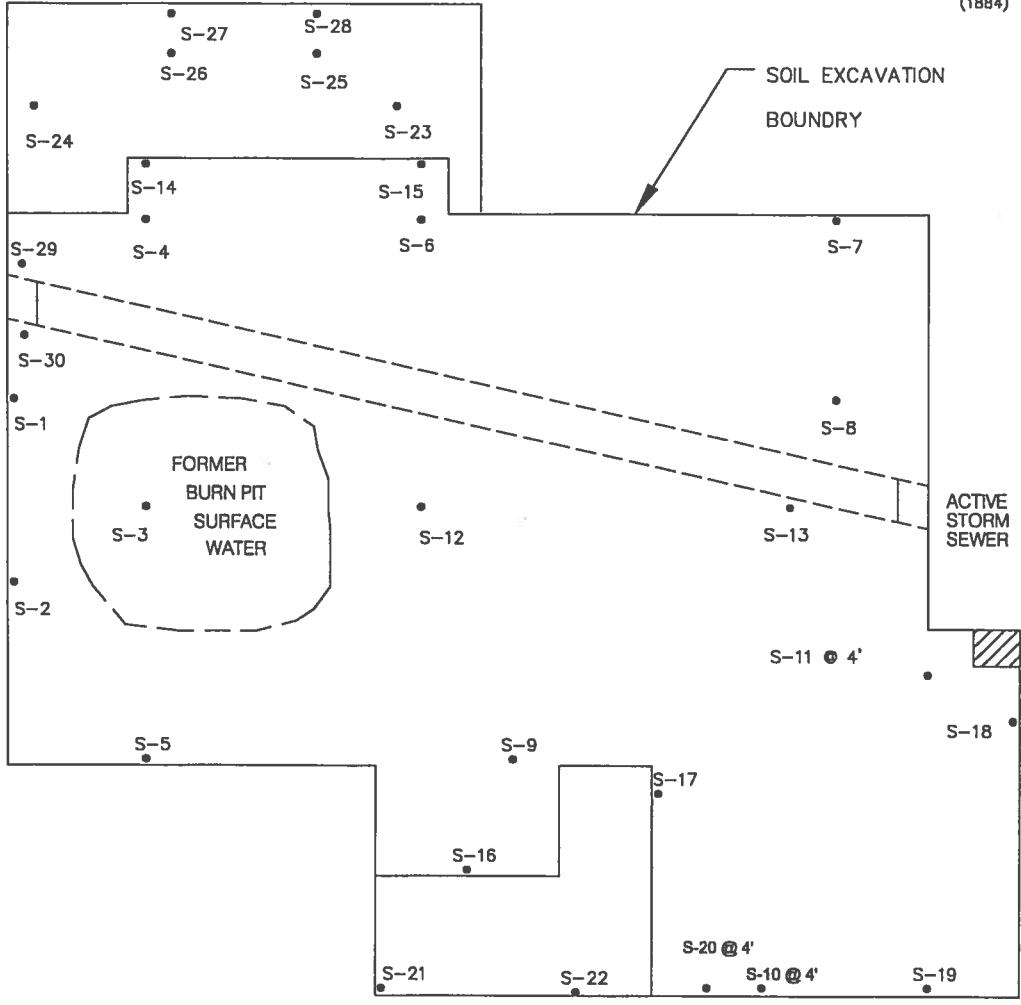 (1884)
S-27
S-28
S-26
S-25
SOIL EXCAVATION
BOUNDRY
S-24
S-23
S-14
S-15
S-4
S-6
S-7
S-29
S-30
S-1
S-8
FORMER
BURN PIT
SURFACE
WATER
S-3
S-12
S-13
ACTIVE
STORM
SEWER
S-2
S-11 @ 4'
S-18
S-5
S-9
S-17
S-16
S-20 @ 4'
S-21
S-22
S-10 @ 4'
S-19